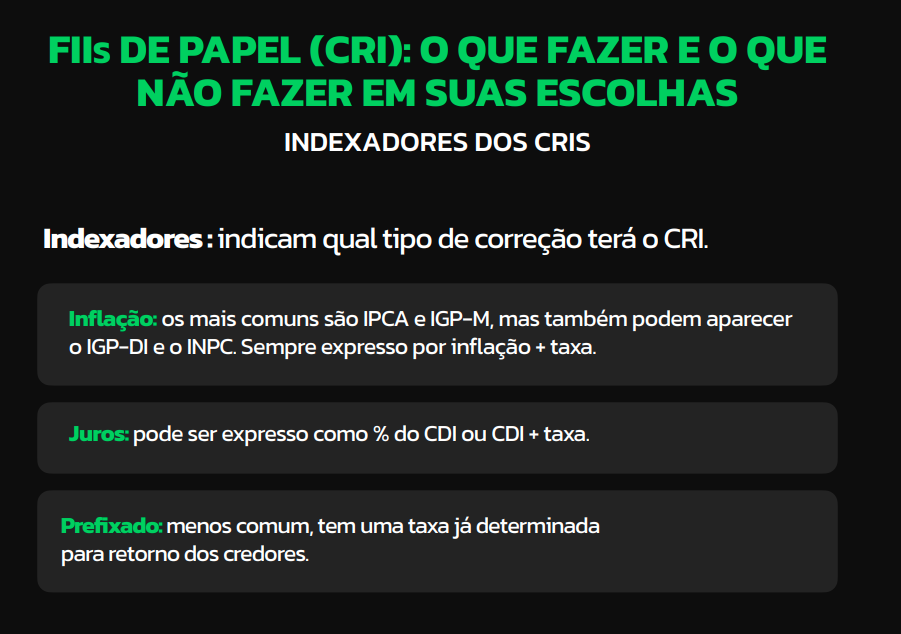 FIIs DE PAPEL (CRI): O QUE FAZER E O QUE
NÃO FAZER EM SUAS ESCOLHAS
INDEXADORES DOS CRIS
Indexadores : indicam qual tipo de correção terá o CRI.
Inflação: os mais comuns são IPCA e IGP-M, mas também podem aparecer
o IGP-DI e o INPC. Sempre expresso por inflação + taxa.
Juros: pode ser expresso como % do CDI ou CDI + taxa.
Prefixado: menos comum, tem uma taxa já determinada
para retorno dos credores.